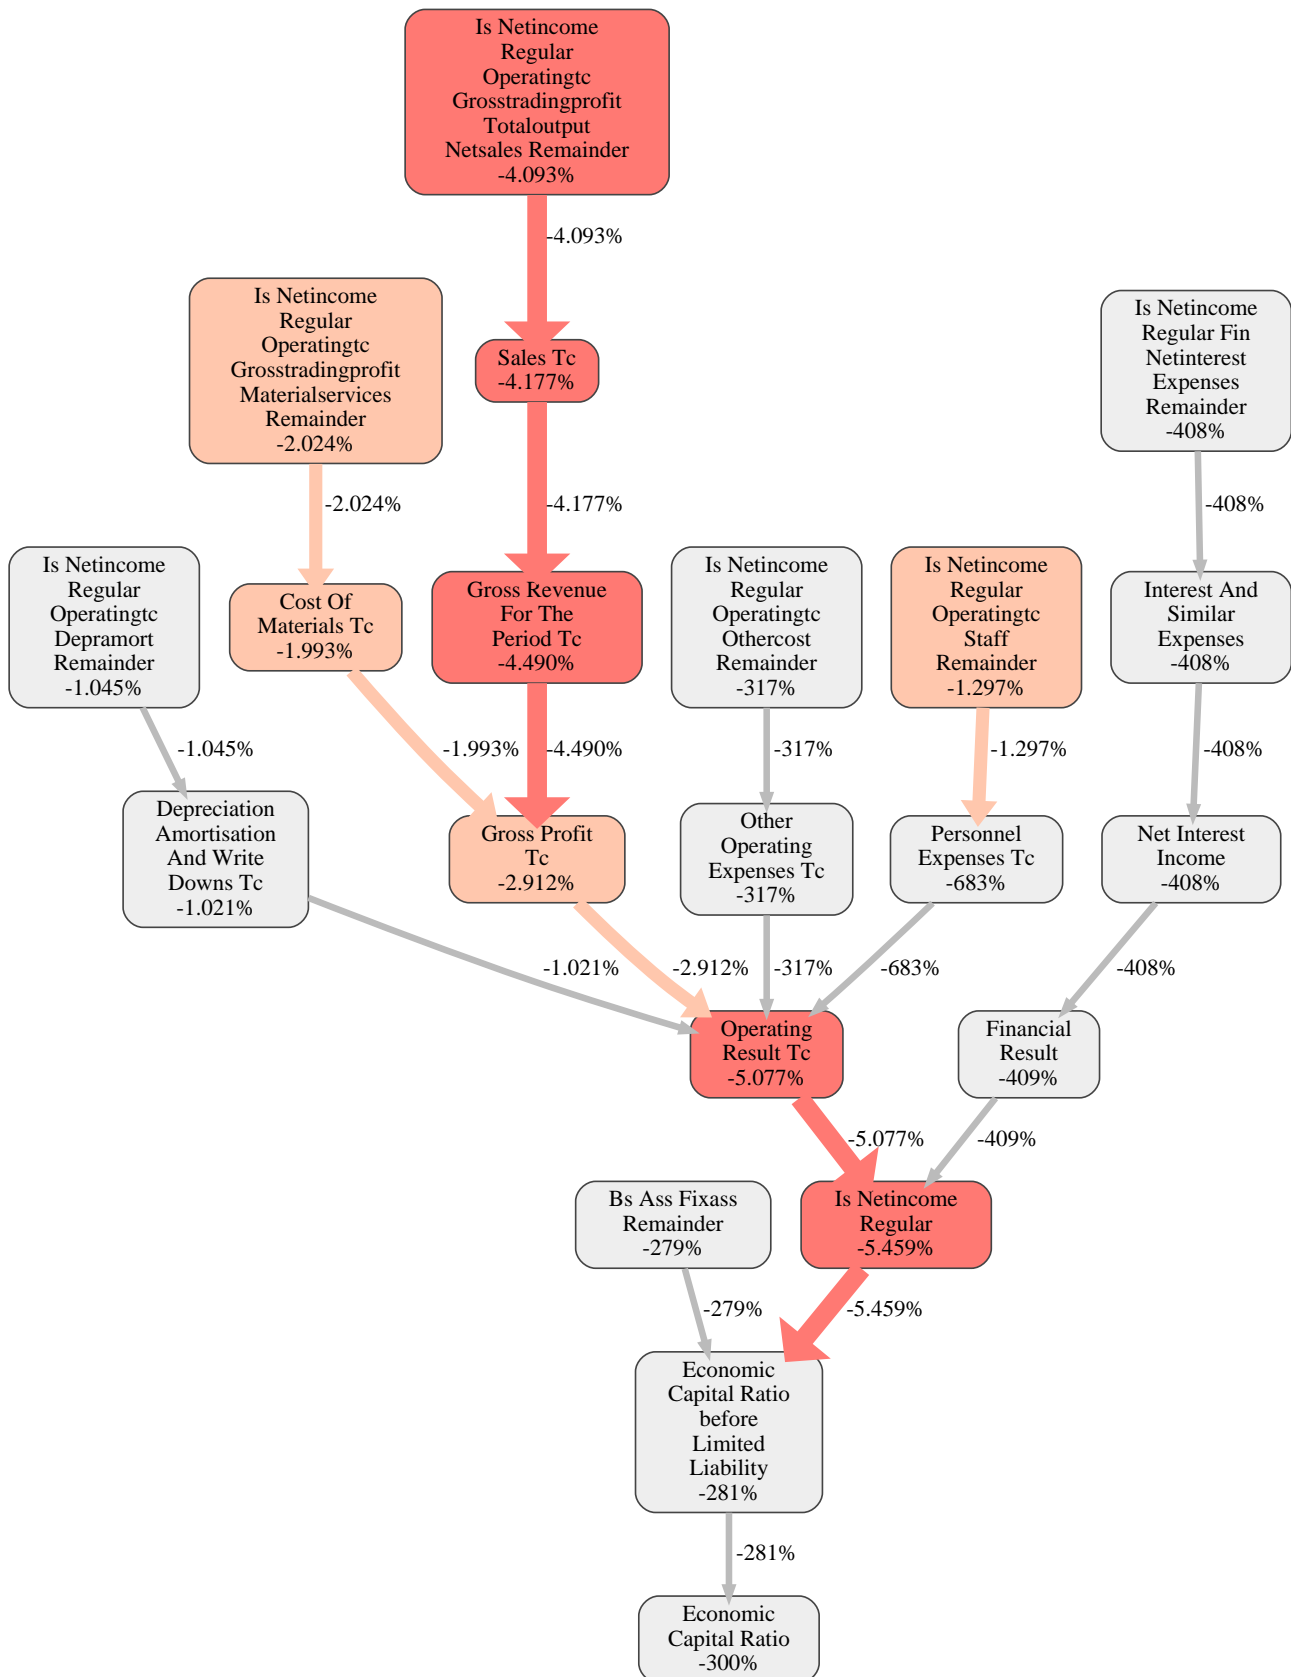 Is Netincome
Regular
Operatingtc
Grosstradingprofit
Totaloutput
Netsales Remainder
-4.093%
-4.093%
Is Netincome
Regular
Operatingtc
Grosstradingprofit
Materialservices
Remainder
-2.024%
Is Netincome
Regular Fin
Netinterest
Expenses
Remainder
-408%
Sales Tc
-4.177%
-2.024%
-4.177%
-408%
Is Netincome
Regular
Operatingtc
Depramort
Remainder
-1.045%
Cost Of
Materials Tc
-1.993%
Gross Revenue
For The
Period Tc
-4.490%
Is Netincome
Regular
Operatingtc
Othercost
Remainder
-317%
Is Netincome
Regular
Operatingtc
Staff
Remainder
-1.297%
Interest And
Similar
Expenses
-408%
-1.045%
-1.993%
-4.490%
-317%
-1.297%
-408%
Depreciation
Amortisation
And Write
Downs Tc
-1.021%
Gross Profit
Tc
-2.912%
Other
Operating
Expenses Tc
-317%
Personnel
Expenses Tc
-683%
Net Interest
Income
-408%
-1.021%
-2.912%
-317%
-683%
-408%
Operating
Result Tc
-5.077%
Financial
Result
-409%
-5.077%
-409%
Bs Ass Fixass
Remainder
-279%
Is Netincome
Regular
-5.459%
-279%
-5.459%
Economic
Capital Ratio
before
Limited
Liability
-281%
-281%
Economic
Capital Ratio
-300%